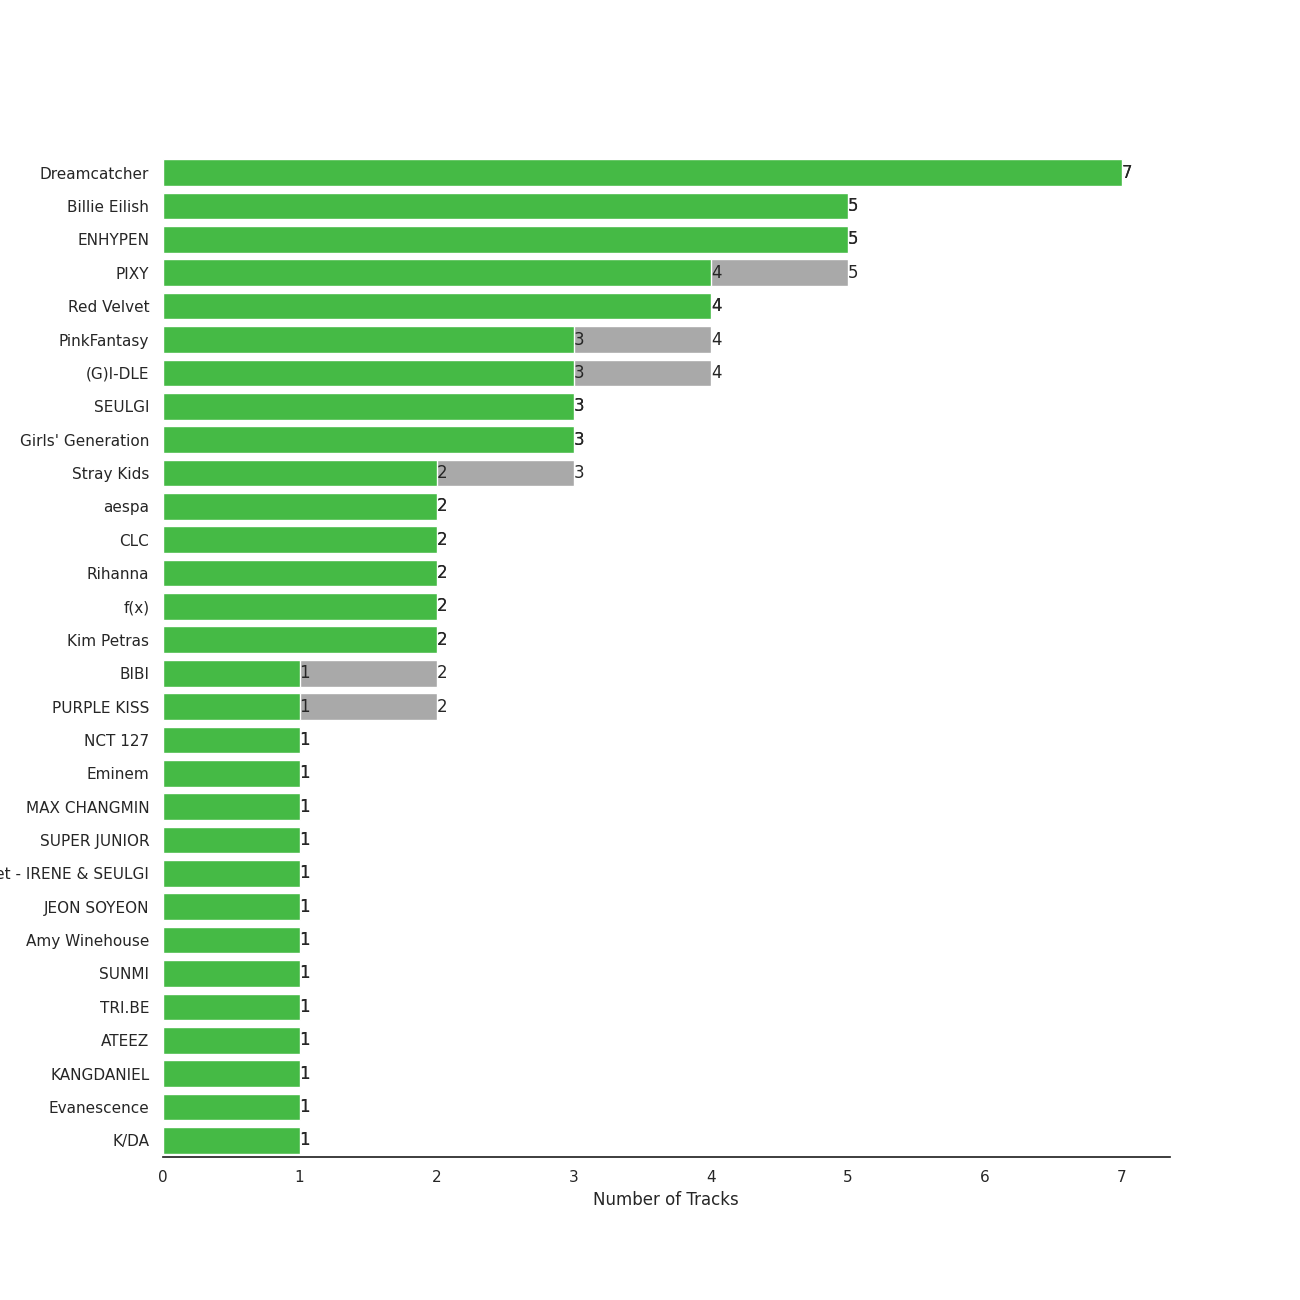 Dreamcatcher 7
Billie Eilish 5
ENHYPEN 5
PIXY 4 5
Red Velvet 4
PinkFantasy 3 4
(G)I-DLE 3 4
SEULGI 3
Girls' Generation 3
Stray Kids 2 3
aespa 2
CLC 2
Rihanna 2
f(x) 2
Kim Petras 2
BIBI 1 2
PURPLE KISS 1 2
NCT 127 1
Eminem 1
MAX CHANGMIN 1
SUPER JUNIOR 1
et - IRENE & SEULGI 1
JEON SOYEON 1
Amy Winehouse 1
SUNMI 1
TRI.BE 1
ATEEZ 1
KANGDANIEL 1
Evanescence 1
K/DA 1
0 1 2 3 4 5 6 7
Number of Tracks